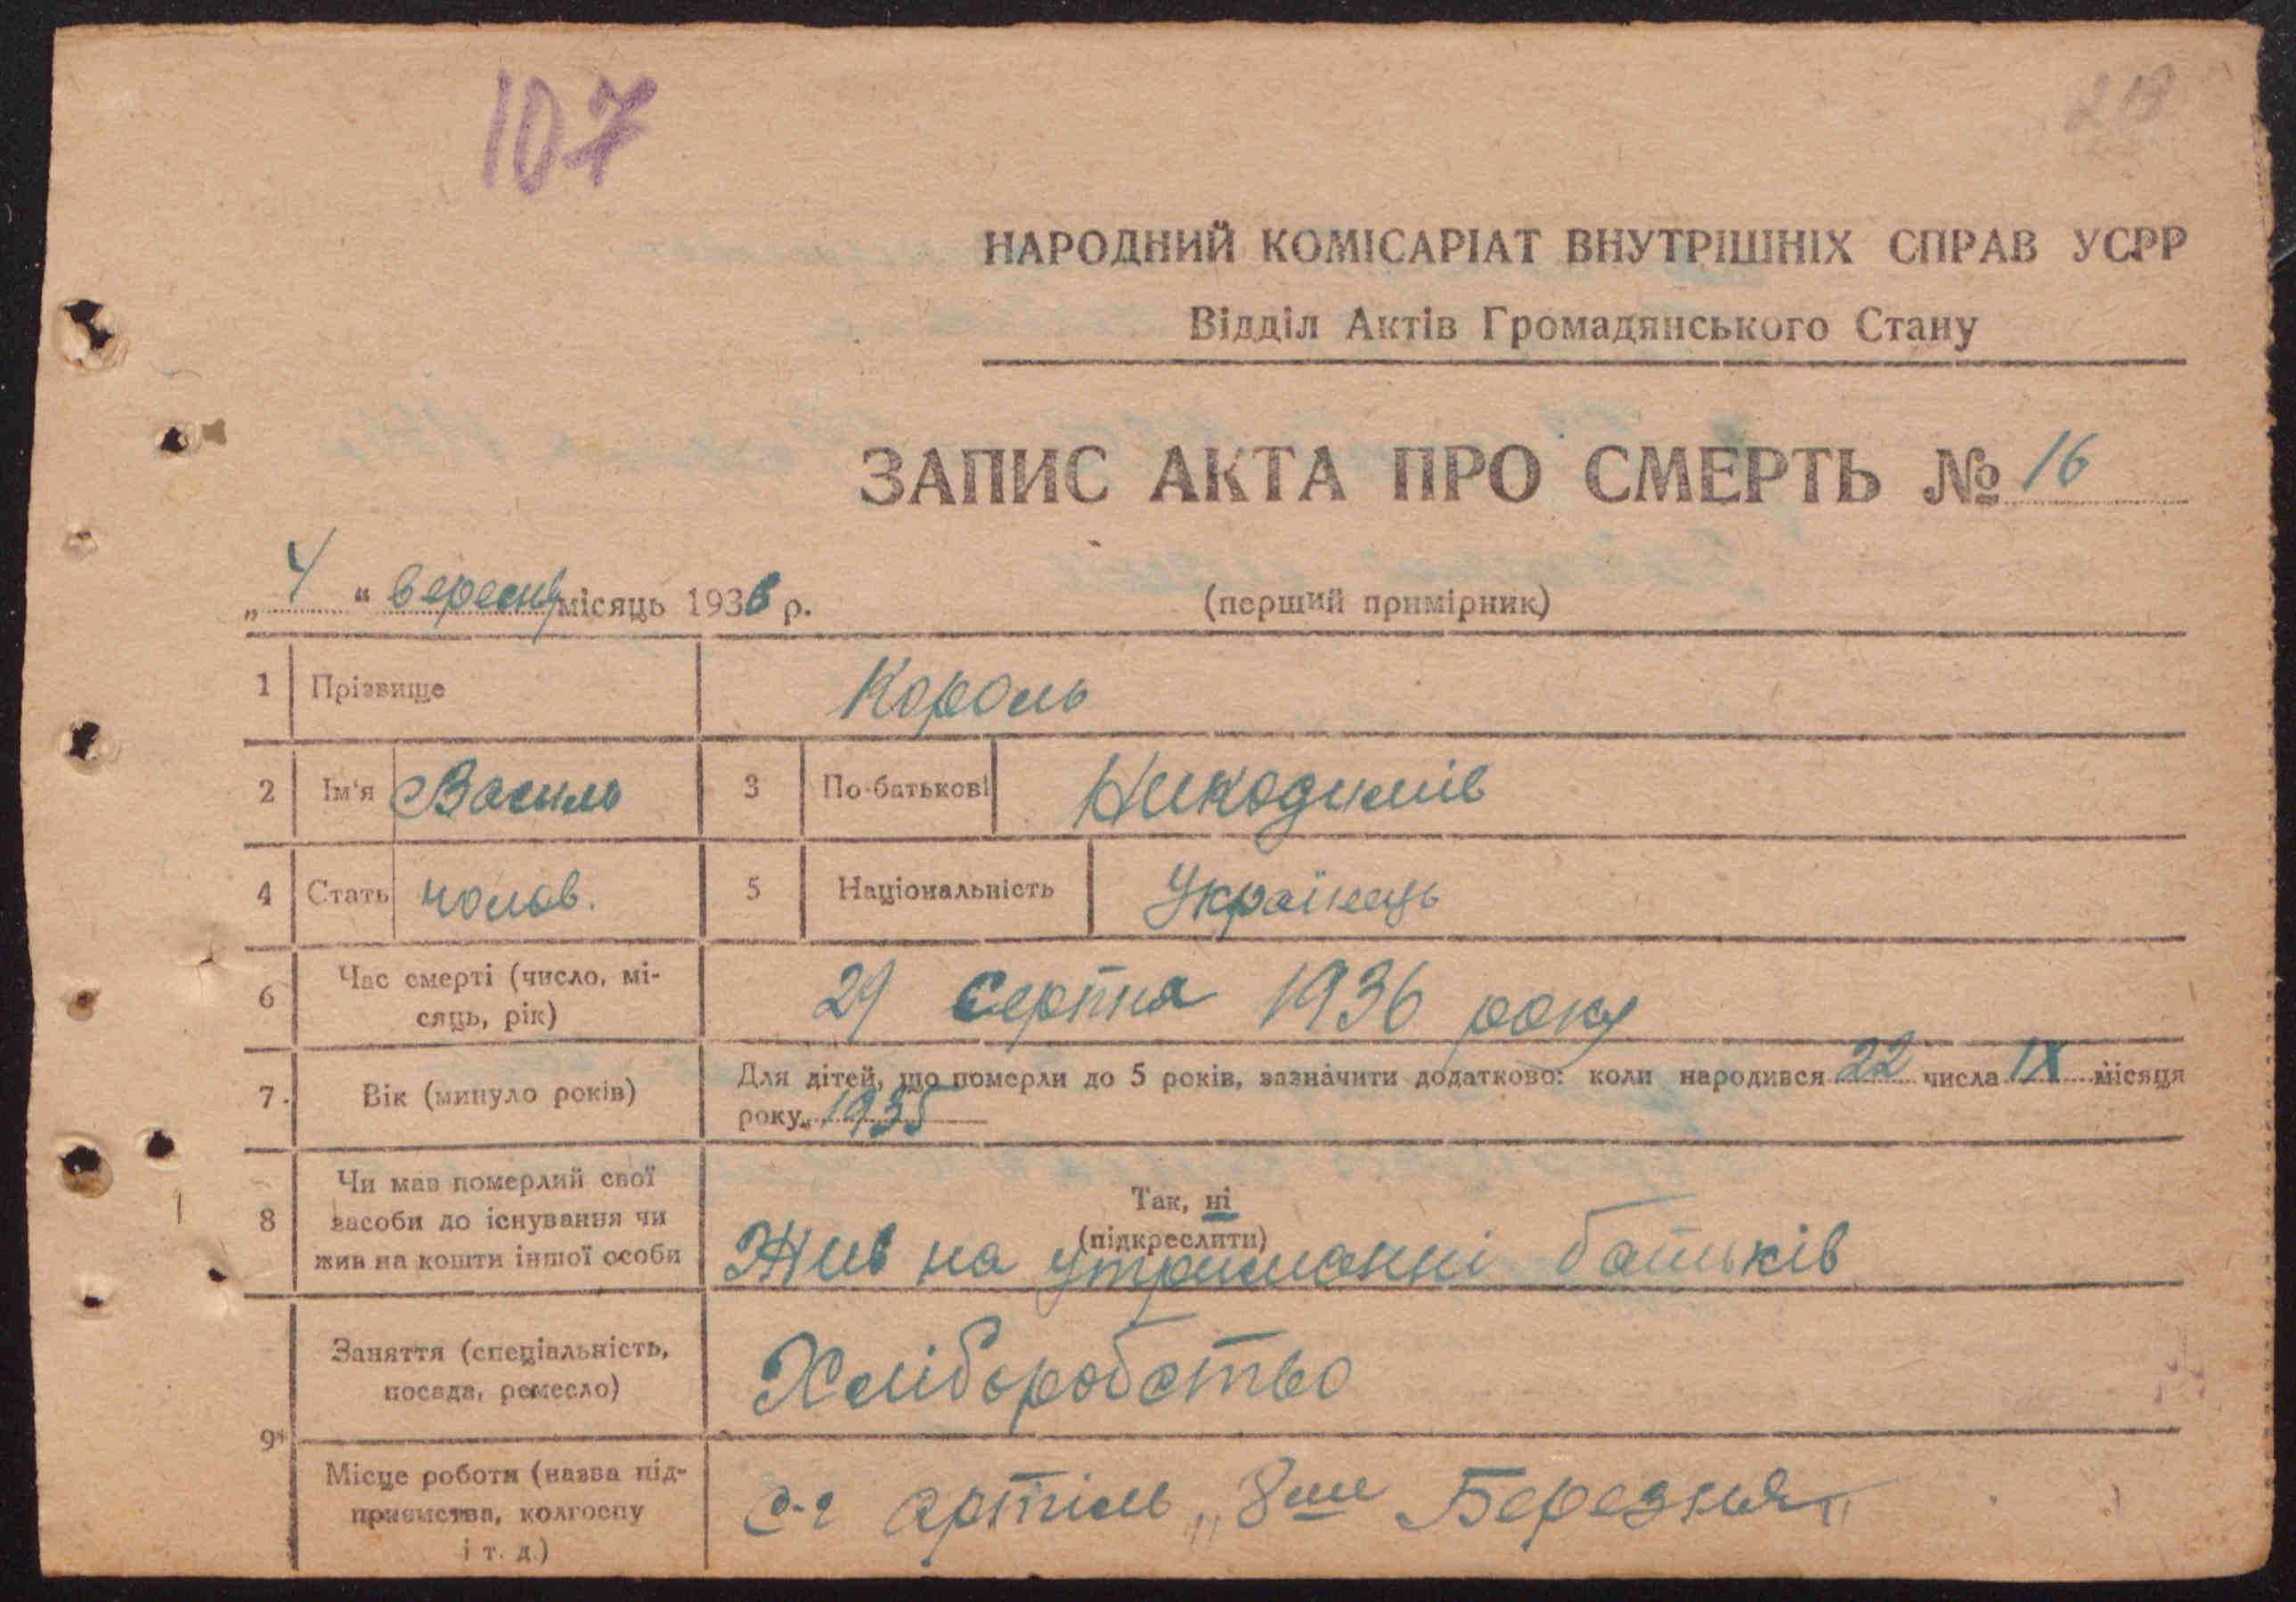 107
НАРОДНИЙ КОМІСАРІАТ ВНУТРІШНІХ СПРАВ УСРР
Відділ Актів Громадянського Стану
ЗАПИС АКТА ПРО СМЕРТЬ № 16
„ 4 “ вересня місяць 1936 р. (перший примірник)
1 Прізвище Король
2 Ім'я Василь 3 По-батькові Никодимів
4 Стать чолов. 5 Національність Українець
6 Час смерті (число, мі-
сяць, рік) 29 серпня 1936 року
7. Вік (минуло років) Для дітей, що померли до 5 років, зазначити додатково: коли народився 22 числа IX місяця
року 1935
8 Чи мав померлий свої
засоби до існування чи
жив на кошти іншої особи Так, ні
(підкреслити)
Жив на утриманні батьків
9 Заняття (спеціальність,
посада, ремесло) Хліборобство
Місце роботи (назва під-
приємства, колгоспу
і т. д.) с-г артіль „8ше Березня"